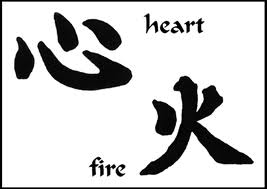 心 heart
fire 火